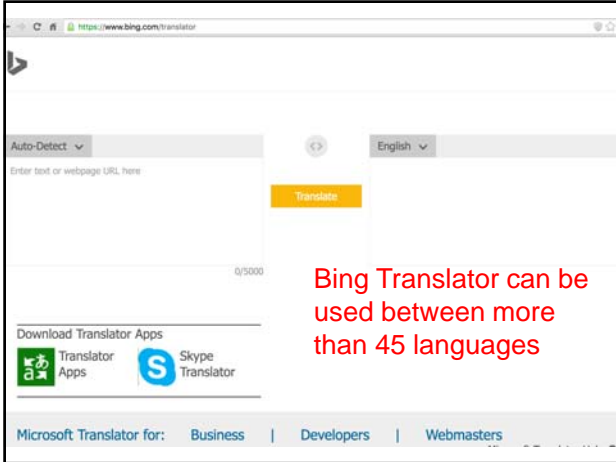 https://www.bing.com/translator
Auto-Detect
English
Enter text or webpage URL here
Translate
0/5000
Bing Translator can be
used between more
than 45 languages
Download Translator Apps
Translator
Apps
Skype
Translator
Microsoft Translator for: Business | Developers | Webmasters